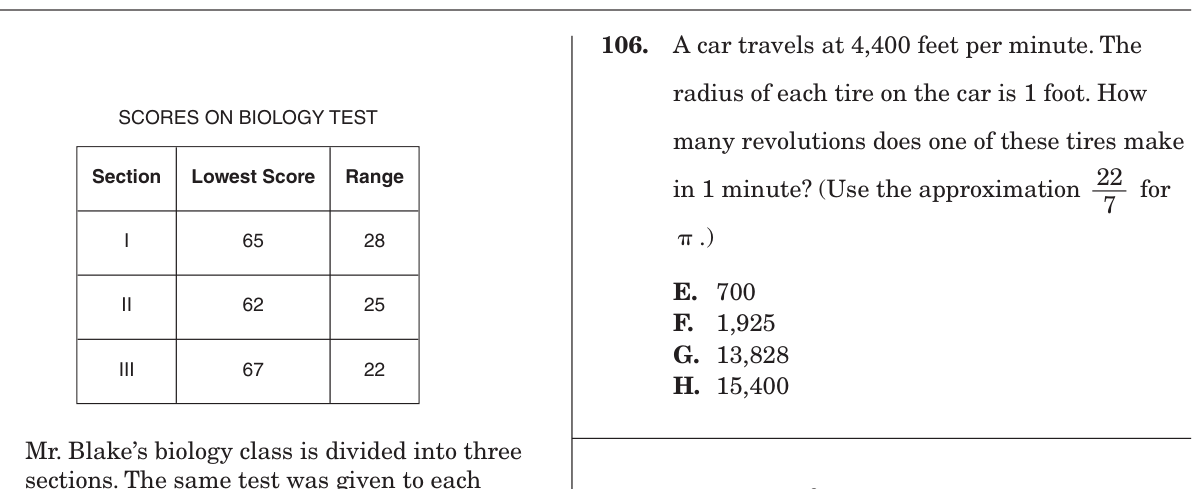 SCORES ON BIOLOGY TEST
Section Lowest Score Range
I 65 28
II 62 25
III 67 22
Mr. Blake’s biology class is divided into three
sections. The same test was given to each
106. A car travels at 4,400 feet per minute. The
radius of each tire on the car is 1 foot. How
many revolutions does one of these tires make
in 1 minute? (Use the approximation 22/7 for
π .)
E. 700
F. 1,925
G. 13,828
H. 15,400